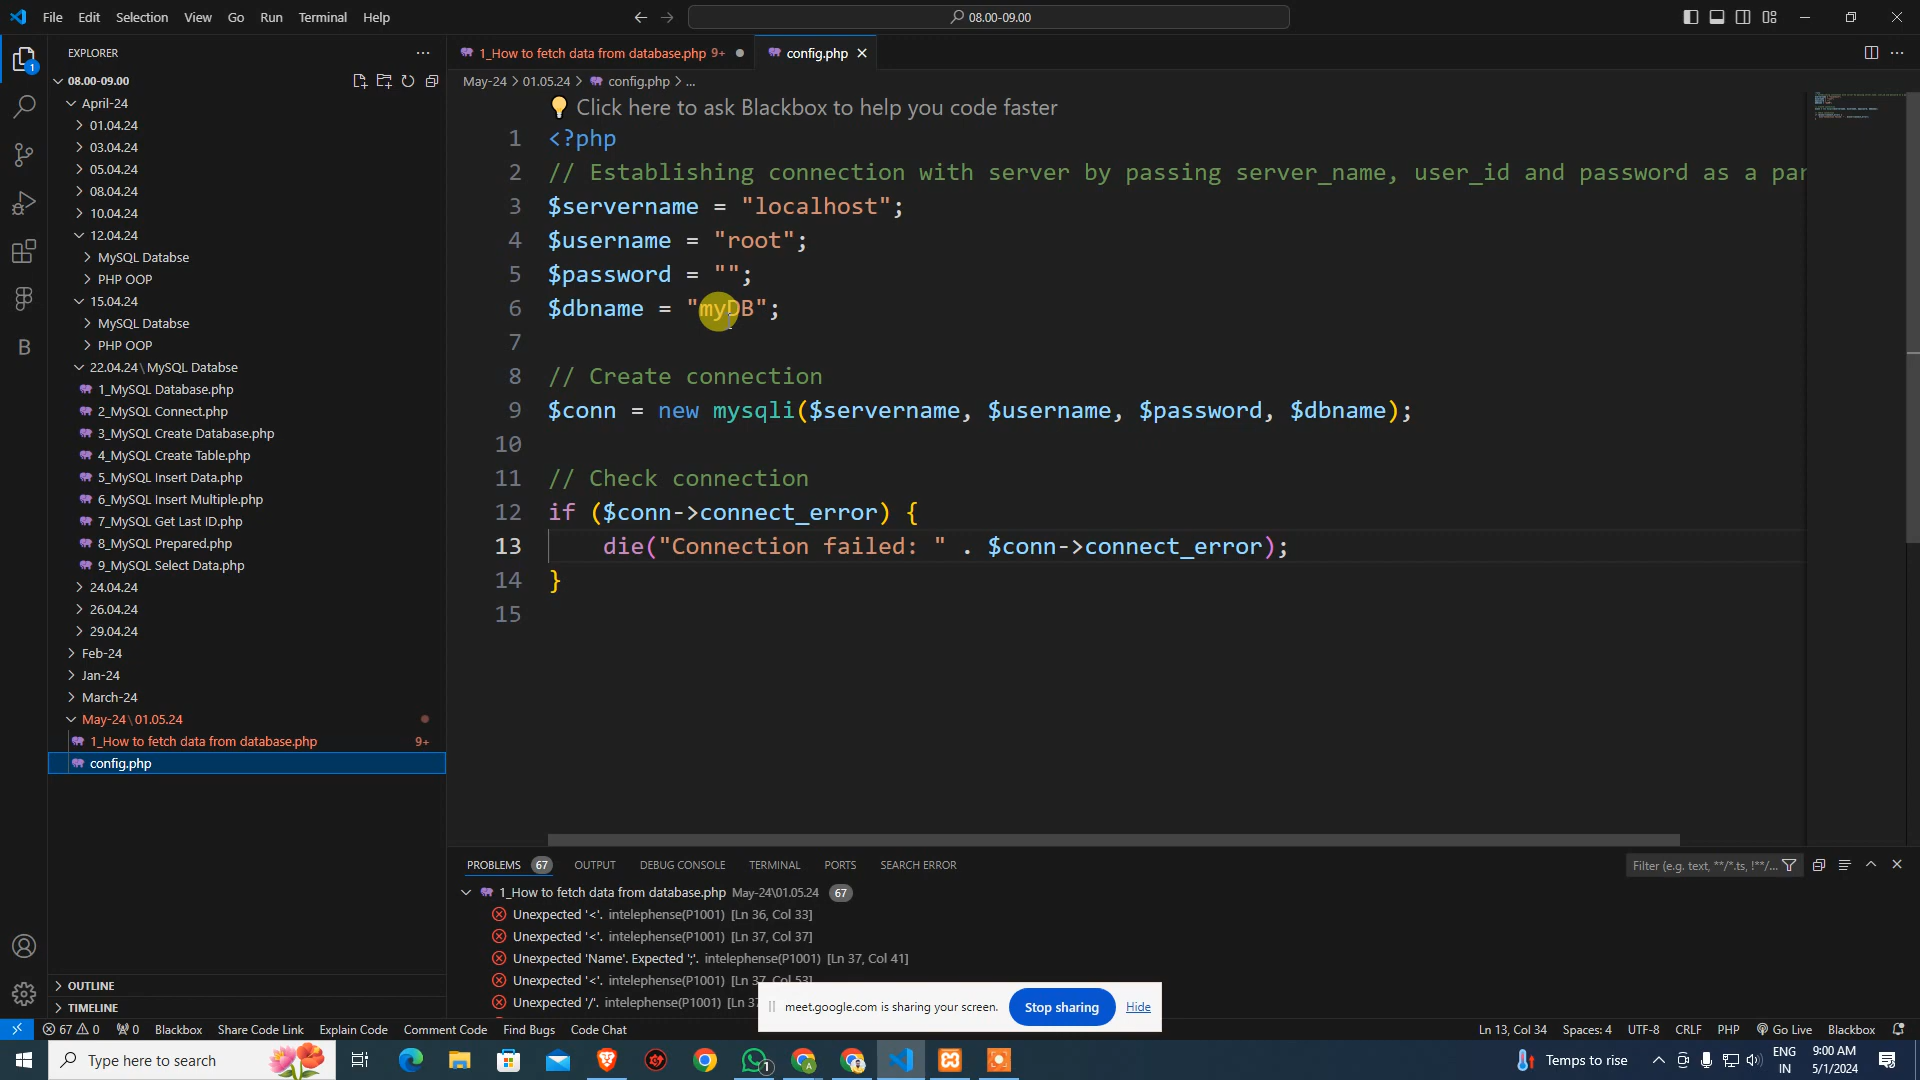 File Edit Selection View Go Run Terminal Help
08.00-09.00
EXPLORER
1_How to fetch data from database.php 9+
config.php
08.00-09.00
May-24 > 01.05.24 > config.php > ...
April-24
01.04.24
03.04.24
05.04.24
08.04.24
10.04.24
12.04.24
MySQL Databse
PHP OOP
15.04.24
MySQL Databse
PHP OOP
22.04.24\MySQL Databse
1_MySQL Database.php
2_MySQL Connect.php
3_MySQL Create Database.php
4_MySQL Create Table.php
5_MySQL Insert Data.php
6_MySQL Insert Multiple.php
7_MySQL Get Last ID.php
8_MySQL Prepared.php
9_MySQL Select Data.php
24.04.24
26.04.24
29.04.24
Feb-24
Jan-24
March-24
May-24\01.05.24
1_How to fetch data from database.php 9+
config.php
OUTLINE
TIMELINE
Click here to ask Blackbox to help you code faster
1 <?php
2 // Establishing connection with server by passing server_name, user_id and password as a par
3 $servername = "localhost";
4 $username = "root";
5 $password = "";
6 $dbname = "myDB";
7
8 // Create connection
9 $conn = new mysqli($servername, $username, $password, $dbname);
10
11 // Check connection
12 if ($conn->connect_error) {
13 die("Connection failed: " . $conn->connect_error);
14 }
15
PROBLEMS 67 OUTPUT DEBUG CONSOLE TERMINAL PORTS SEARCH ERROR
Filter (e.g. text, **/*.ts, !**/...
1_How to fetch data from database.php May-24\01.05.24 67
Unexpected '<'. intelephense(P1001) [Ln 36, Col 33]
Unexpected '<'. intelephense(P1001) [Ln 37, Col 37]
Unexpected 'Name'. Expected ';'. intelephense(P1001) [Ln 37, Col 41]
Unexpected '<'. intelephense(P1001) [Ln 37, Col 53]
Unexpected '/'. intelephense(P1001) [Ln 37
meet.google.com is sharing your screen. Stop sharing Hide
67 0 0 Blackbox Share Code Link Explain Code Comment Code Find Bugs Code Chat
Ln 13, Col 34 Spaces: 4 UTF-8 CRLF PHP Go Live Blackbox
Type here to search
Temps to rise
ENG
IN
9:00 AM
5/1/2024